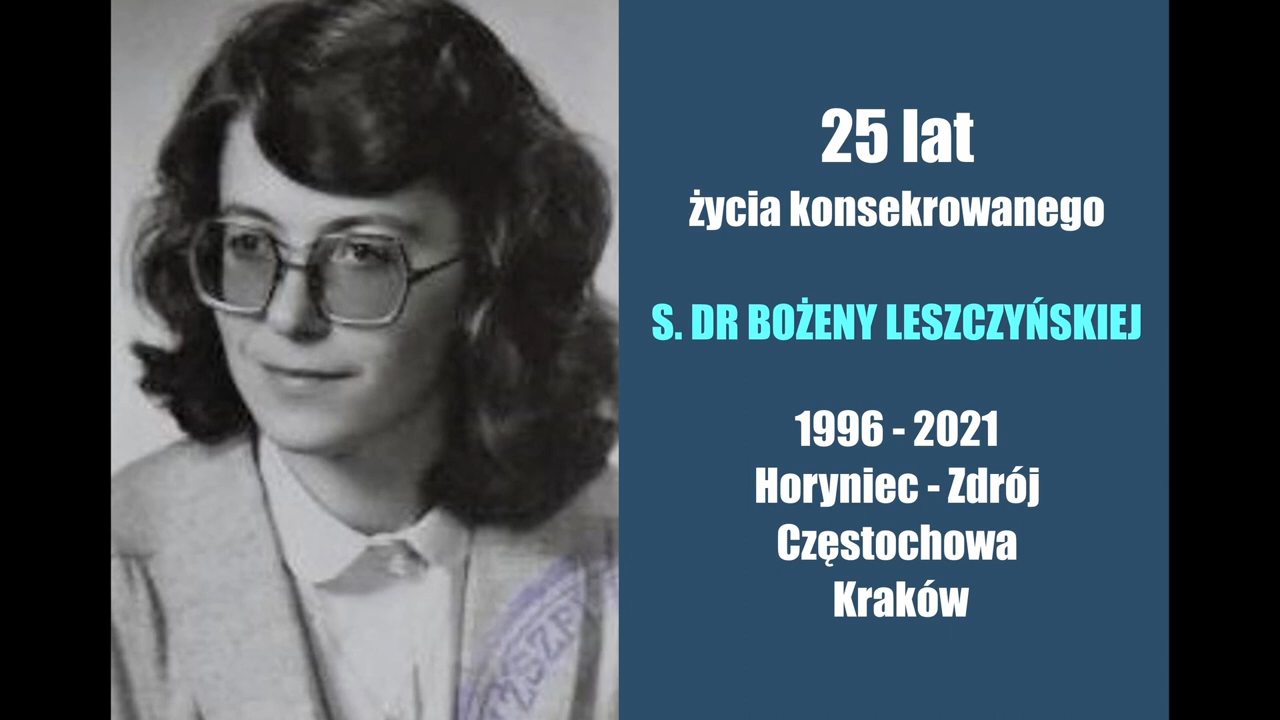 25 lat
życia konsekrowanego
S. DR BOŻENY LESZCZYŃSKIEJ
1996 - 2021
Horyniec - Zdrój
Częstochowa
Kraków